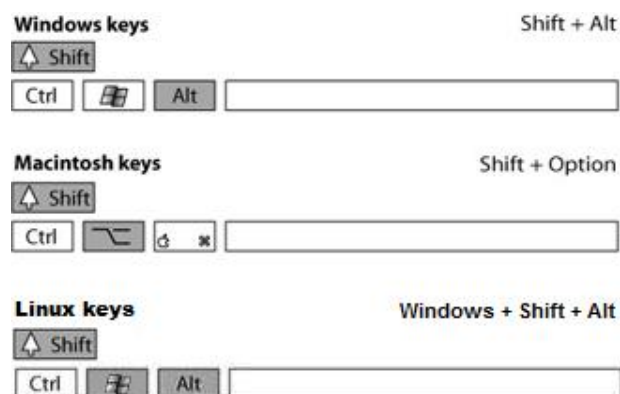 Windows keys Shift + Alt
Shift
Ctrl Alt
Macintosh keys Shift + Option
Shift
Ctrl ⌥ ⌘
Linux keys Windows + Shift + Alt
Shift
Ctrl Alt